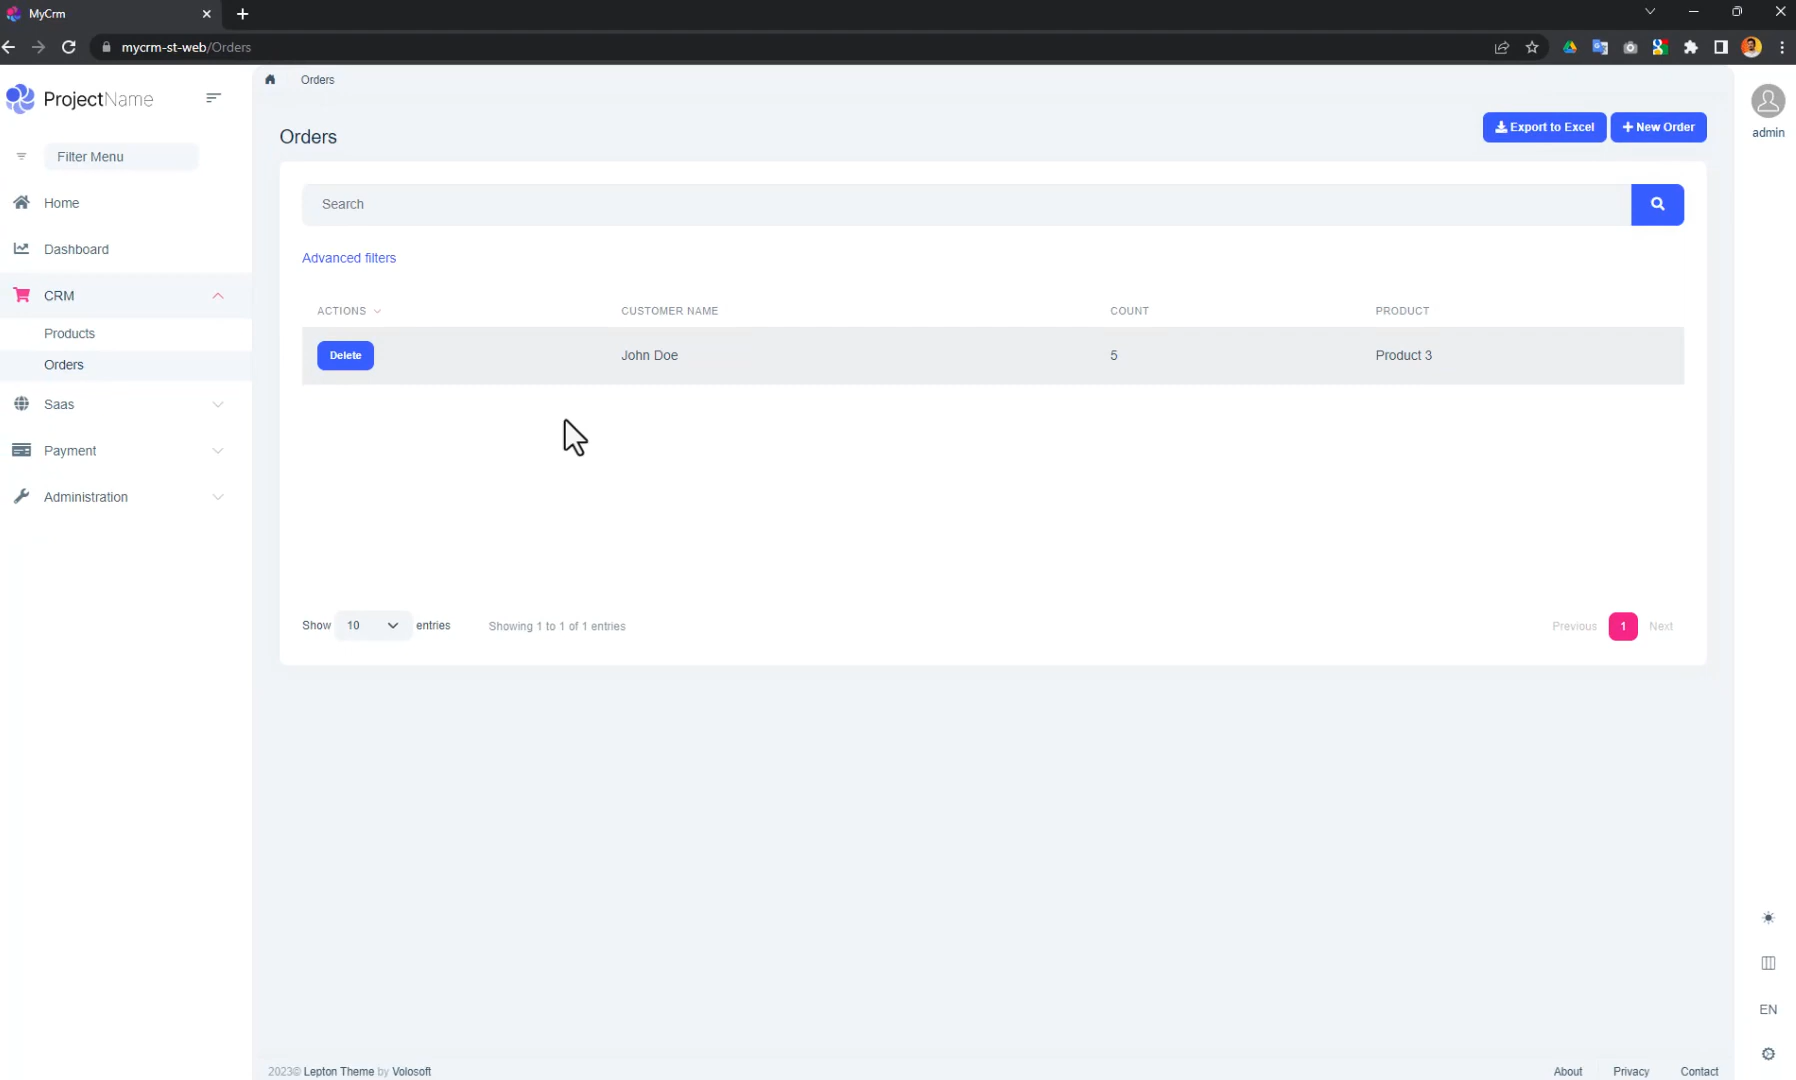 MyCrm
mycrm-st-web/Orders
ProjectName
Filter Menu
Home
Dashboard
CRM
Products
Orders
Saas
Payment
Administration
Orders
Orders
Export to Excel
New Order
Search
Advanced filters
ACTIONS CUSTOMER NAME COUNT PRODUCT
Delete John Doe 5 Product 3
Show 10 entries Showing 1 to 1 of 1 entries Previous 1 Next
admin
EN
2023© Lepton Theme by Volosoft
About Privacy Contact